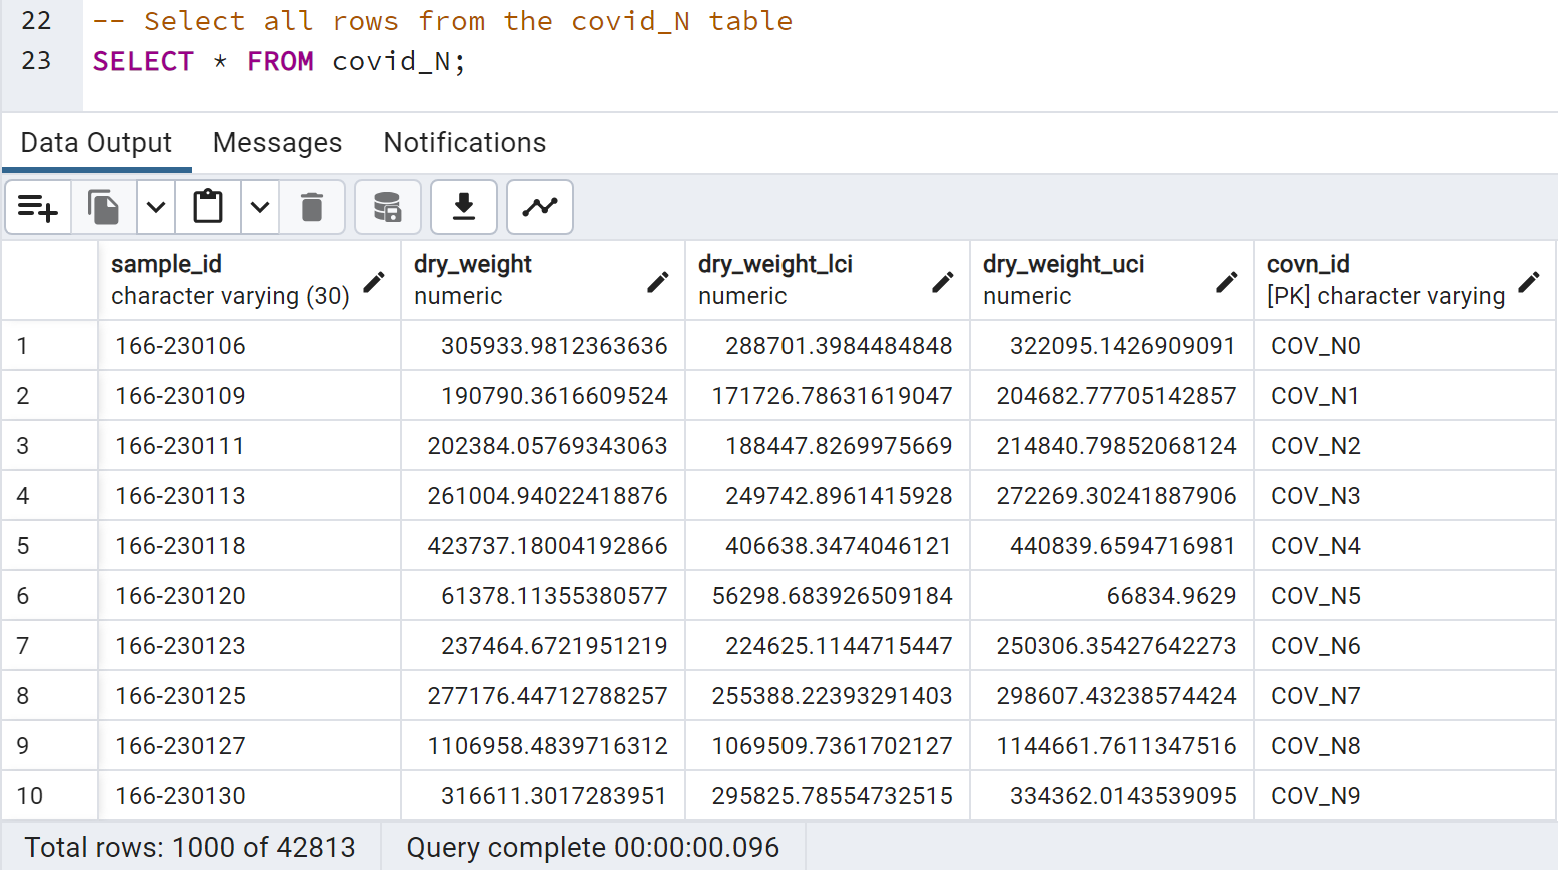 22 -- Select all rows from the covid_N table
23 SELECT * FROM covid_N;
Data Output Messages Notifications
sample_id dry_weight dry_weight_lci dry_weight_uci covn_id
character varying (30) numeric numeric numeric [PK] character varying
1 166-230106 305933.9812363636 288701.3984484848 322095.1426909091 COV_N0
2 166-230109 190790.3616609524 171726.78631619047 204682.77705142857 COV_N1
3 166-230111 202384.05769343063 188447.8269975669 214840.79852068124 COV_N2
4 166-230113 261004.94022418876 249742.8961415928 272269.30241887906 COV_N3
5 166-230118 423737.18004192866 406638.3474046121 440839.6594716981 COV_N4
6 166-230120 61378.11355380577 56298.683926509184 66834.9629 COV_N5
7 166-230123 237464.6721951219 224625.1144715447 250306.35427642273 COV_N6
8 166-230125 277176.44712788257 255388.22393291403 298607.43238574424 COV_N7
9 166-230127 1106958.4839716312 1069509.7361702127 1144661.7611347516 COV_N8
10 166-230130 316611.3017283951 295825.78554732515 334362.0143539095 COV_N9
Total rows: 1000 of 42813 Query complete 00:00:00.096